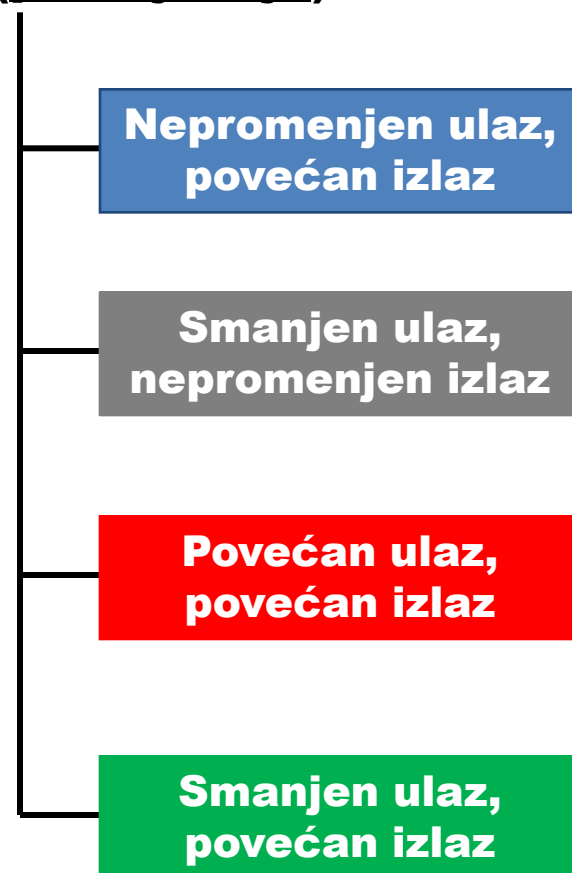 Nepromenjen ulaz,
povećan izlaz
Smanjen ulaz,
nepromenjen izlaz
Povećan ulaz,
povećan izlaz
Smanjen ulaz,
povećan izlaz